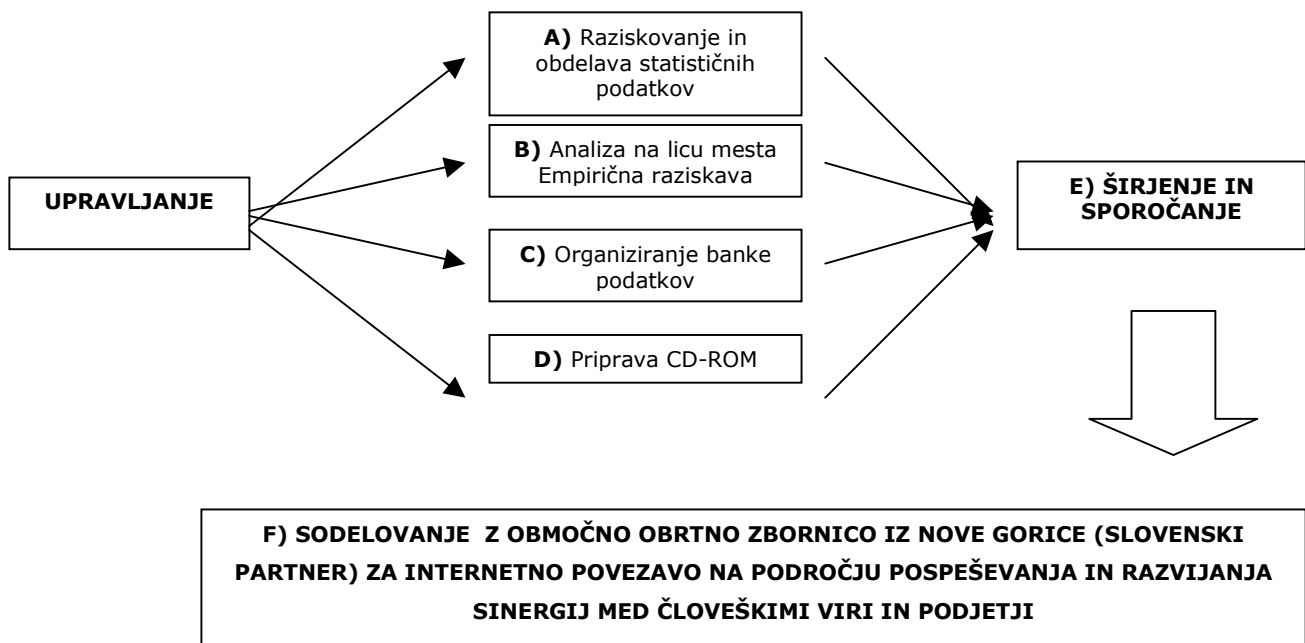 UPRAVLJANJE
A) Raziskovanje in
obdelava statističnih
podatkov
B) Analiza na licu mesta
Empirična raziskava
C) Organiziranje banke
podatkov
D) Priprava CD-ROM
E) ŠIRJENJE IN
SPOROČANJE
F) SODELOVANJE Z OBMOČNO OBRTNO ZBORNICO IZ NOVE GORICE (SLOVENSKI
PARTNER) ZA INTERNETNO POVEZAVO NA PODROČJU POSPEŠEVANJA IN RAZVIJANJA
SINERGIJ MED ČLOVEŠKIMI VIRI IN PODJETJI